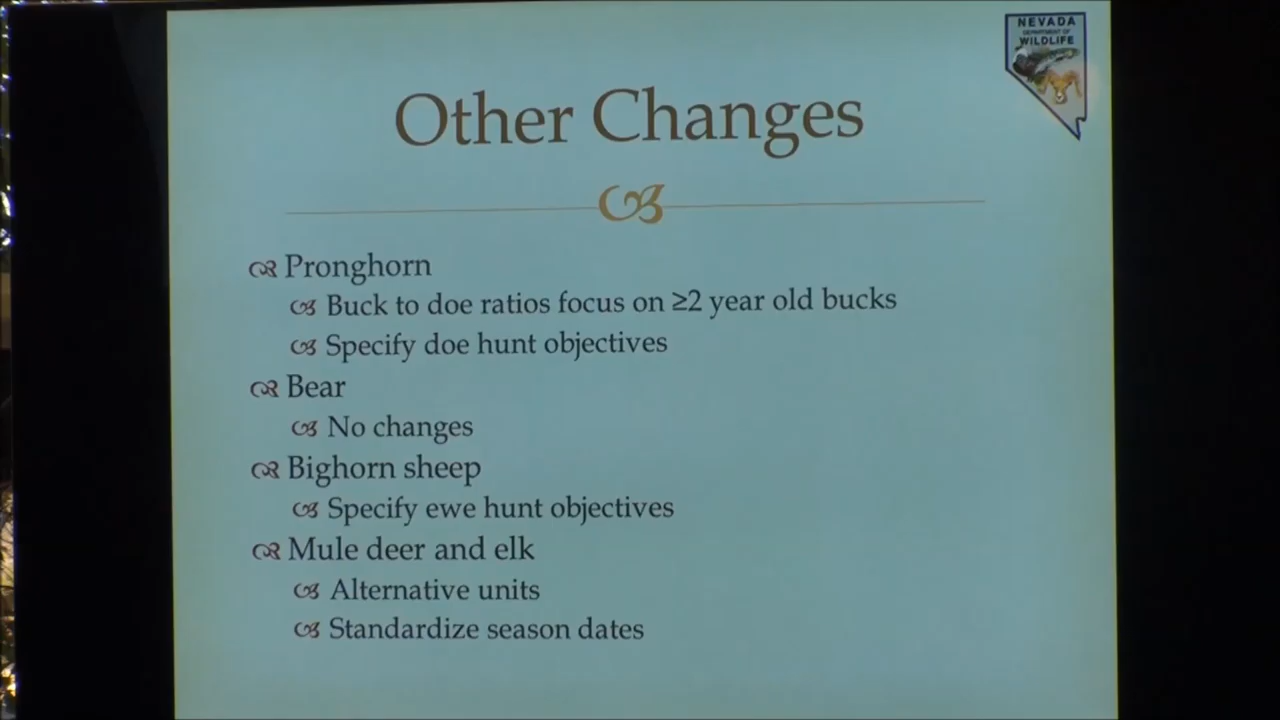 NEVADA
DEPARTMENT OF
WILDLIFE
Other Changes
Pronghorn
Buck to doe ratios focus on ≥2 year old bucks
Specify doe hunt objectives
Bear
No changes
Bighorn sheep
Specify ewe hunt objectives
Mule deer and elk
Alternative units
Standardize season dates